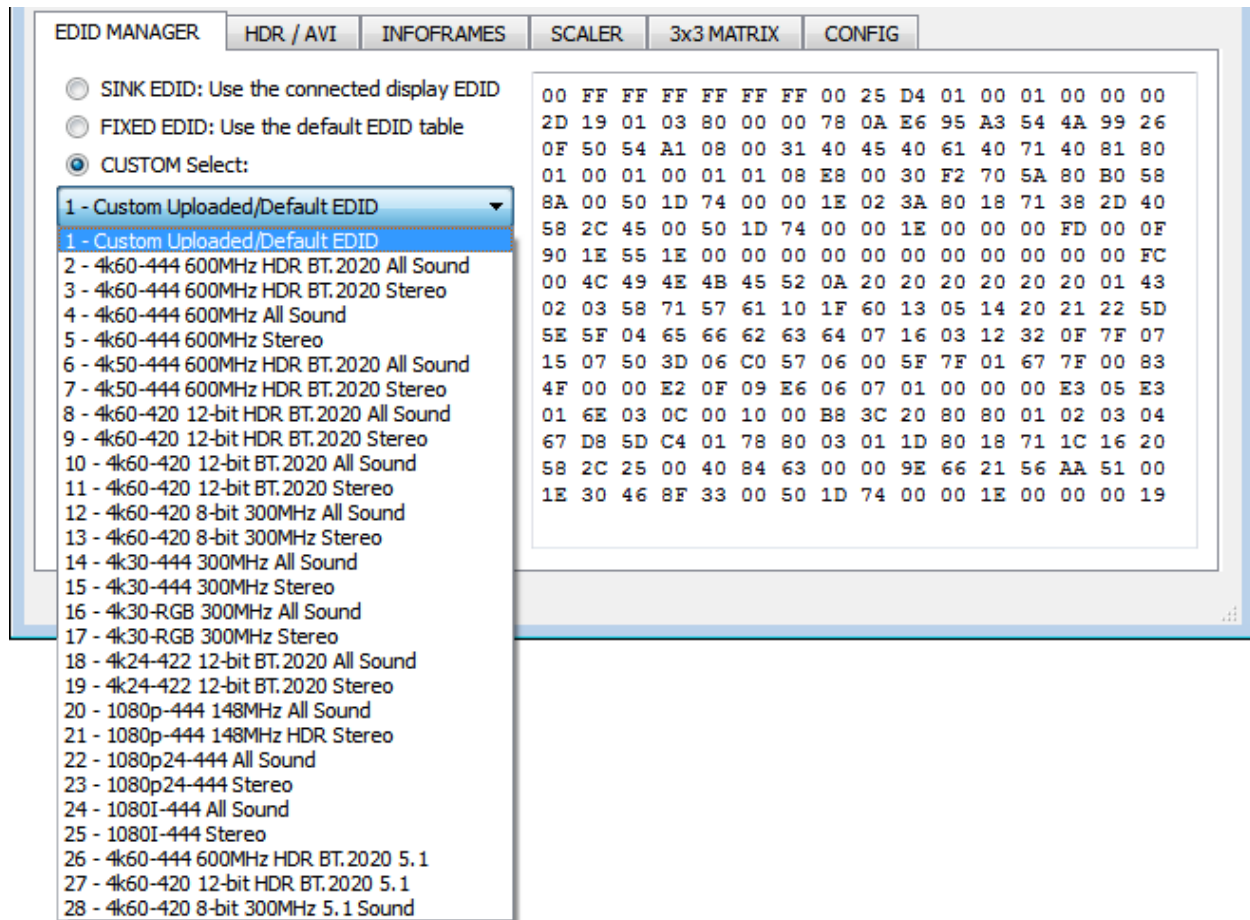 EDID MANAGER HDR / AVI INFOFRAMES SCALER 3x3 MATRIX CONFIG
SINK EDID: Use the connected display EDID
FIXED EDID: Use the default EDID table
CUSTOM Select:
1 - Custom Uploaded/Default EDID
1 - Custom Uploaded/Default EDID
2 - 4k60-444 600MHz HDR BT.2020 All Sound
3 - 4k60-444 600MHz HDR BT.2020 Stereo
4 - 4k60-444 600MHz All Sound
5 - 4k60-444 600MHz Stereo
6 - 4k50-444 600MHz HDR BT.2020 All Sound
7 - 4k50-444 600MHz HDR BT.2020 Stereo
8 - 4k60-420 12-bit HDR BT.2020 All Sound
9 - 4k60-420 12-bit HDR BT.2020 Stereo
10 - 4k60-420 12-bit BT.2020 All Sound
11 - 4k60-420 12-bit BT.2020 Stereo
12 - 4k60-420 8-bit 300MHz All Sound
13 - 4k60-420 8-bit 300MHz Stereo
14 - 4k30-444 300MHz All Sound
15 - 4k30-444 300MHz Stereo
16 - 4k30-RGB 300MHz All Sound
17 - 4k30-RGB 300MHz Stereo
18 - 4k24-422 12-bit BT.2020 All Sound
19 - 4k24-422 12-bit BT.2020 Stereo
20 - 1080p-444 148MHz All Sound
21 - 1080p-444 148MHz HDR Stereo
22 - 1080p24-444 All Sound
23 - 1080p24-444 Stereo
24 - 1080I-444 All Sound
25 - 1080I-444 Stereo
26 - 4k60-444 600MHz HDR BT.2020 5.1
27 - 4k60-420 12-bit HDR BT.2020 5.1
28 - 4k60-420 8-bit 300MHz 5.1 Sound
00 FF FF FF FF FF FF 00 25 D4 01 00 01 00 00 00
2D 19 01 03 80 00 00 78 0A E6 95 A3 54 4A 99 26
0F 50 54 A1 08 00 31 40 45 40 61 40 71 40 81 80
01 00 01 00 01 01 08 E8 00 30 F2 70 5A 80 B0 58
8A 00 50 1D 74 00 00 1E 02 3A 80 18 71 38 2D 40
58 2C 45 00 50 1D 74 00 00 1E 00 00 00 FD 00 0F
90 1E 55 1E 00 00 00 00 00 00 00 00 00 00 00 FC
00 4C 49 4E 4B 45 52 0A 20 20 20 20 20 20 01 43
02 03 58 71 57 61 10 1F 60 13 05 14 20 21 22 5D
5E 5F 04 65 66 62 63 64 07 16 03 12 32 0F 7F 07
15 07 50 3D 06 C0 57 06 00 5F 7F 01 67 7F 00 83
4F 00 00 E2 0F 09 E6 06 07 01 00 00 00 E3 05 E3
01 6E 03 0C 00 10 00 B8 3C 20 80 80 01 02 03 04
67 D8 5D C4 01 78 80 03 01 1D 80 18 71 1C 16 20
58 2C 25 00 40 84 63 00 00 9E 66 21 56 AA 51 00
1E 30 46 8F 33 00 50 1D 74 00 00 1E 00 00 00 19